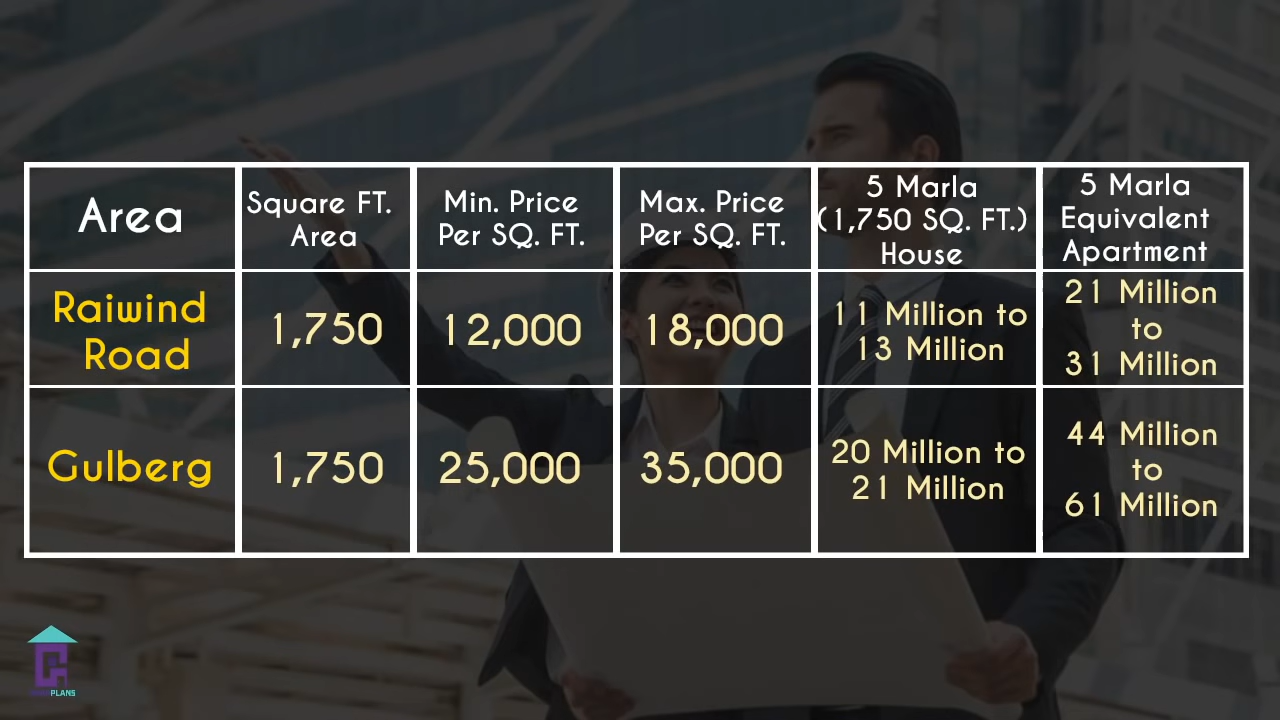 Area
Square FT.
Area
Min. Price
Per SQ. FT.
Max. Price
Per SQ. FT.
5 Marla
(1,750 SQ. FT.)
House
5 Marla
Equivalent
Apartment
Raiwind
Road
1,750
12,000
18,000
11 Million to
13 Million
21 Million
to
31 Million
Gulberg
1,750
25,000
35,000
20 Million to
21 Million
44 Million
to
61 Million
PLANS